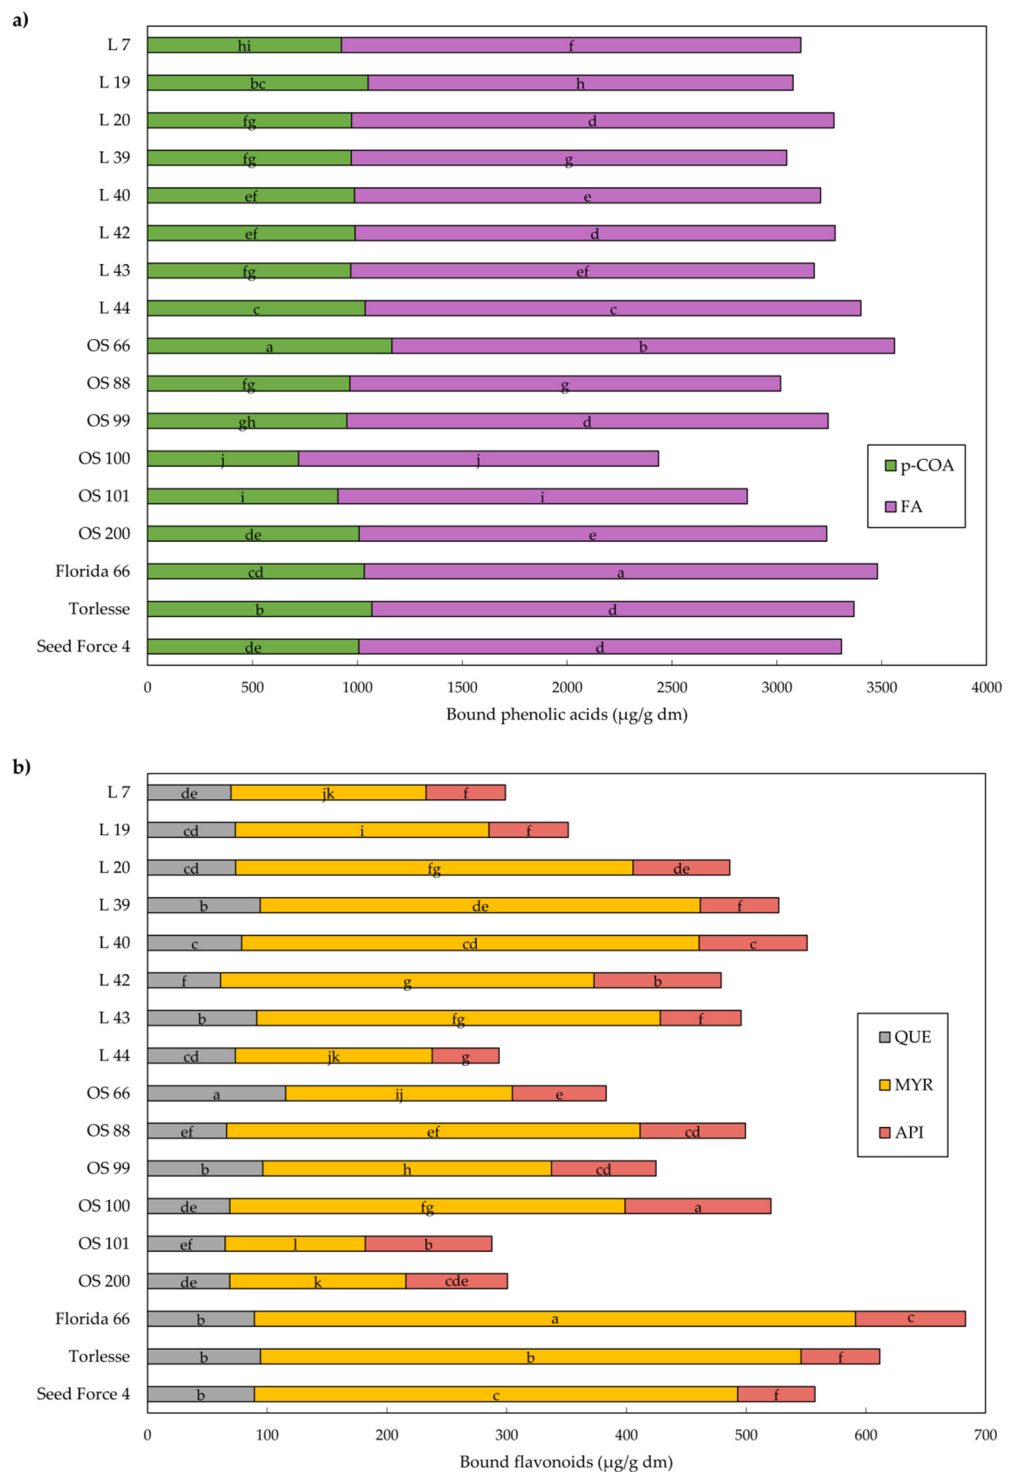 a)
L 7 hi f
L 19 bc h
L 20 fg d
L 39 fg g
L 40 ef e
L 42 ef d
L 43 fg ef
L 44 c c
OS 66 a b
OS 88 fg g
OS 99 gh d
OS 100 j j
OS 101 i i
OS 200 de e
Florida 66 cd a
Torlesse b d
Seed Force 4 de d
p-COA
FA
0 500 1000 1500 2000 2500 3000 3500 4000
Bound phenolic acids (µg/g dm)
b)
L 7 de jk f
L 19 cd i f
L 20 cd fg de
L 39 b de f
L 40 c cd c
L 42 f g b
L 43 b fg f
L 44 cd jk g
OS 66 a ij e
OS 88 ef ef cd
OS 99 b h cd
OS 100 de fg a
OS 101 ef l b
OS 200 de k cde
Florida 66 b a c
Torlesse b b f
Seed Force 4 b c f
QUE
MYR
API
0 100 200 300 400 500 600 700
Bound flavonoids (µg/g dm)